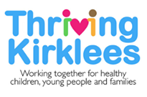 Thriving
Kirklees
Working together for healthy
children, young people and families